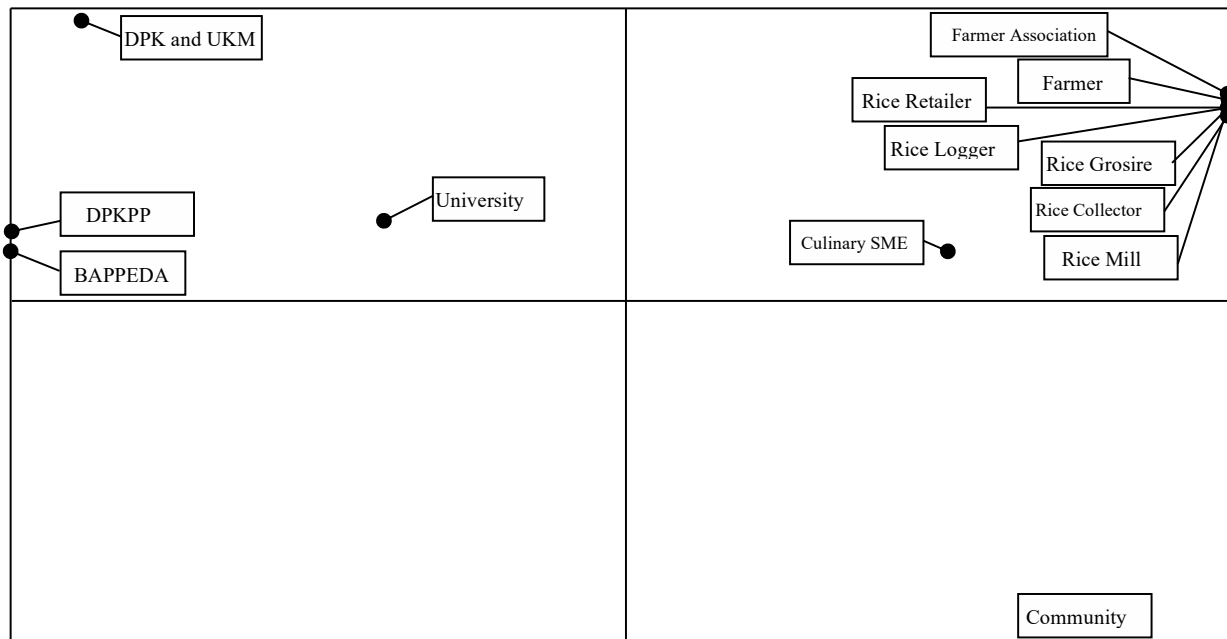 DPK and UKM
Farmer Association
Farmer
Rice Retailer
Rice Logger
Rice Grosire
University
DPKPP
Rice Collector
Culinary SME
Rice Mill
BAPPEDA
Community